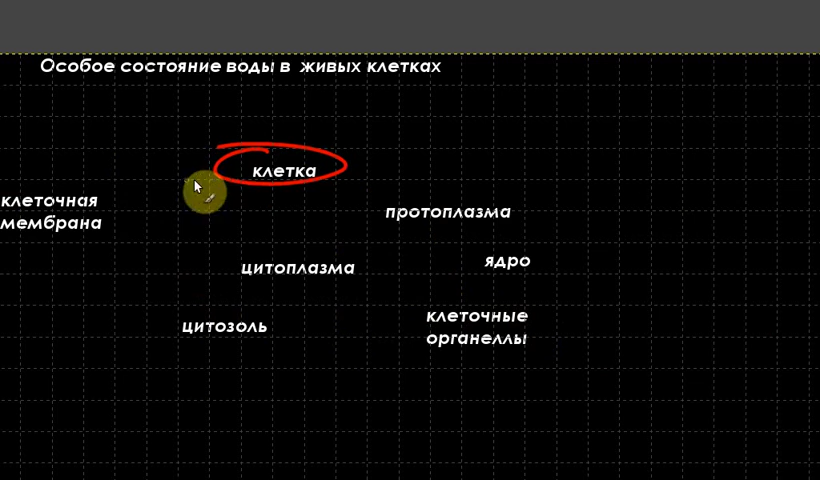 Особое состояние воды в живых клетках
клетка
клеточная
мембрана
протоплазма
цитоплазма
ядро
цитозоль
клеточные
органеллы